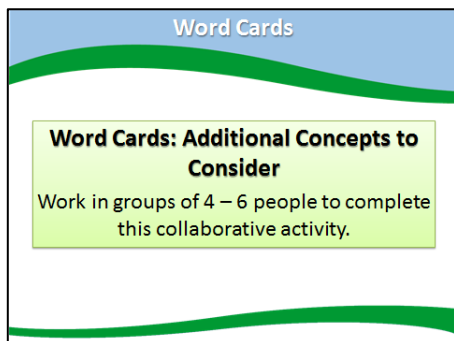 Word Cards
Word Cards: Additional Concepts to
Consider
Work in groups of 4 – 6 people to complete
this collaborative activity.